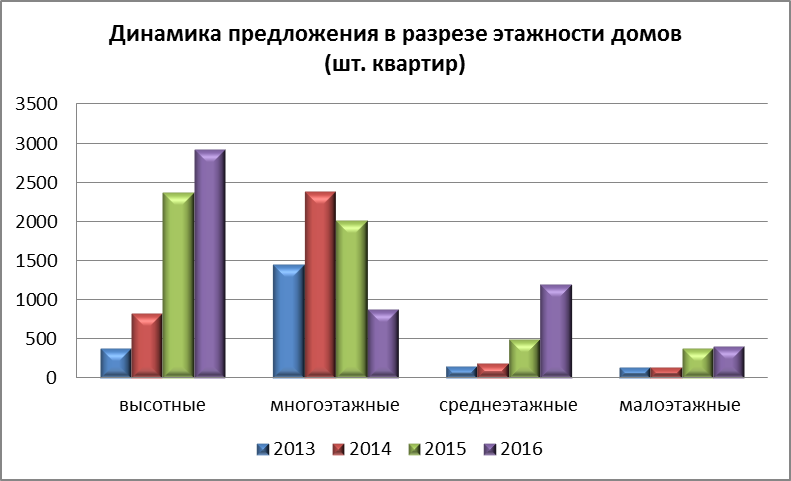 Динамика предложения в разрезе этажности домов
(шт. квартир)
3500
3000
2500
2000
1500
1000
500
0
высотные многоэтажные среднеэтажные малоэтажные
2013 2014 2015 2016